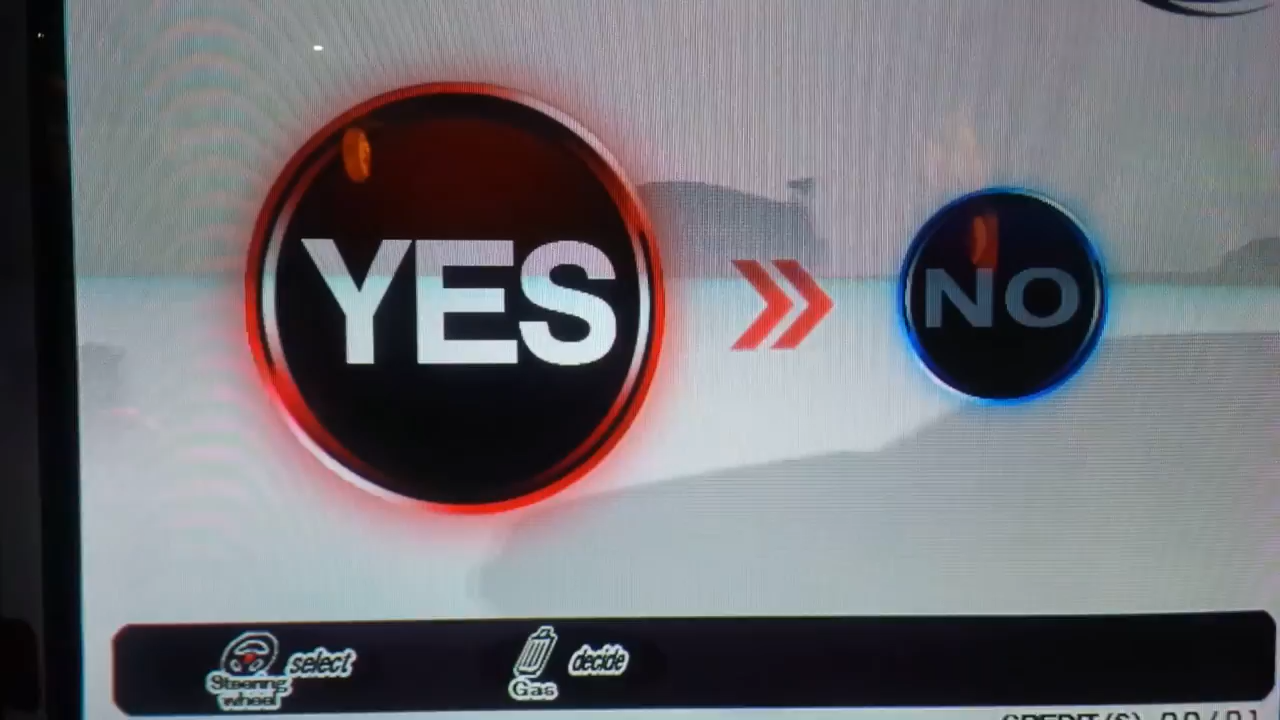 YES
NO
Steering
wheel
select
Gas
decide